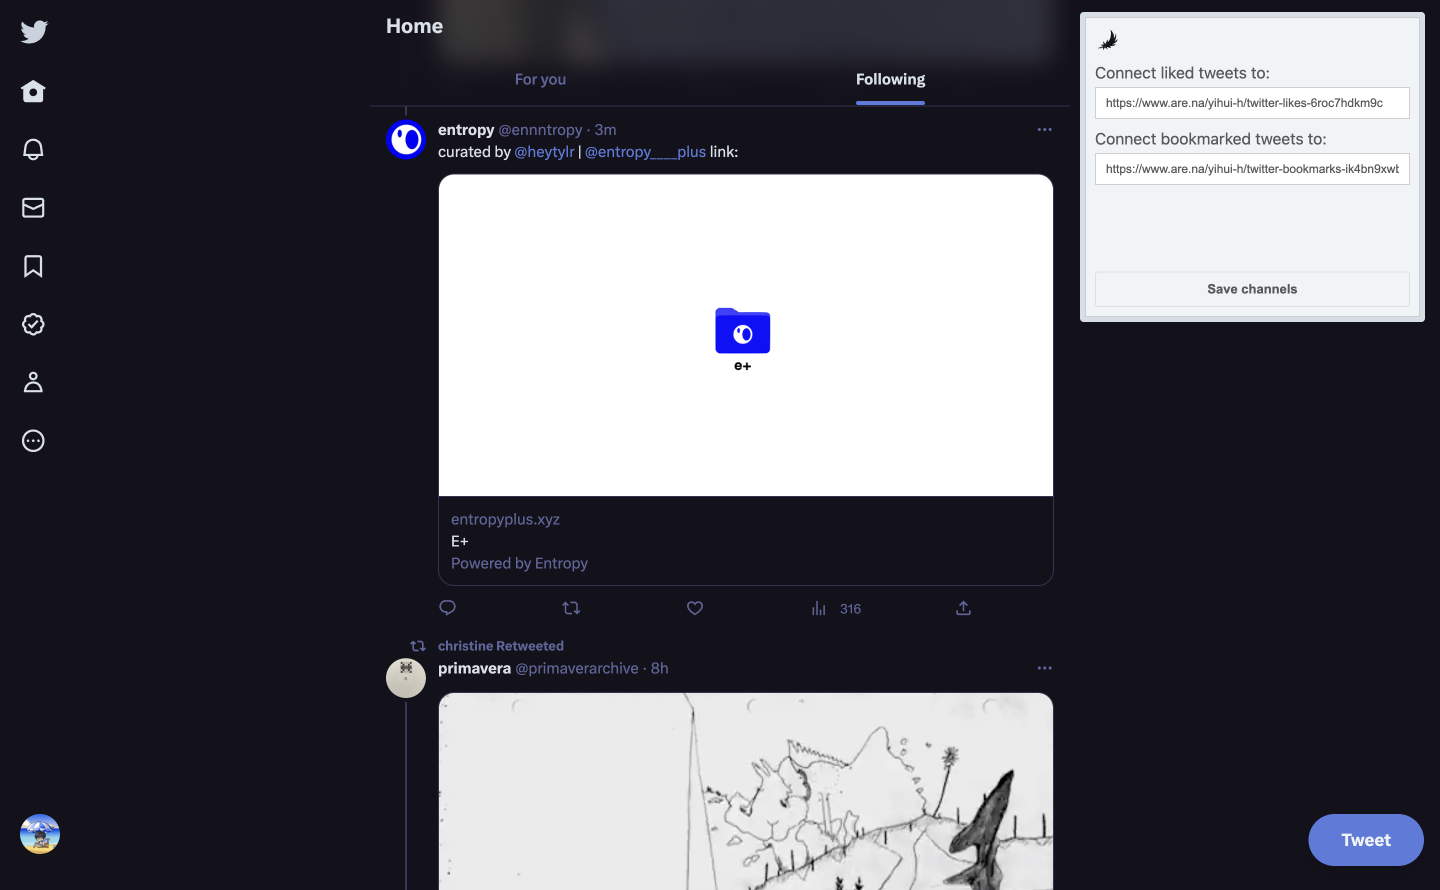 Home
For you
Following
entropy @ennntropy · 3m
curated by @heytylr | @entropy____plus link:
e+
entropyplus.xyz
E+
Powered by Entropy
316
christine Retweeted
primavera @primaverarchive · 8h
Connect liked tweets to:
https://www.are.na/yihui-h/twitter-likes-6roc7hdkm9c
Connect bookmarked tweets to:
https://www.are.na/yihui-h/twitter-bookmarks-ik4bn9xwt
Save channels
Tweet